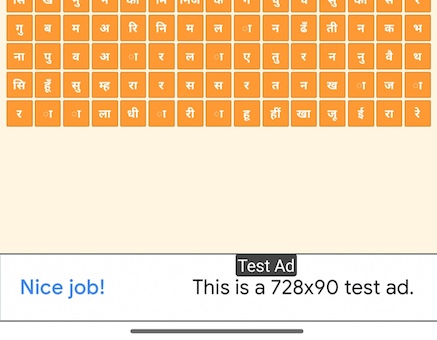 गु ब म अ रि नि म ल ा न ढँ ती न क भ
ना पु व अ ा र ल ा ए तु र न नु वै थ
सि हूँ सु म्ह रा र स स र त न ख ा ज ा
र ा ा ला धी ा री ा हू हीं खा जू ई रा रे
Test Ad
Nice job! This is a 728x90 test ad.